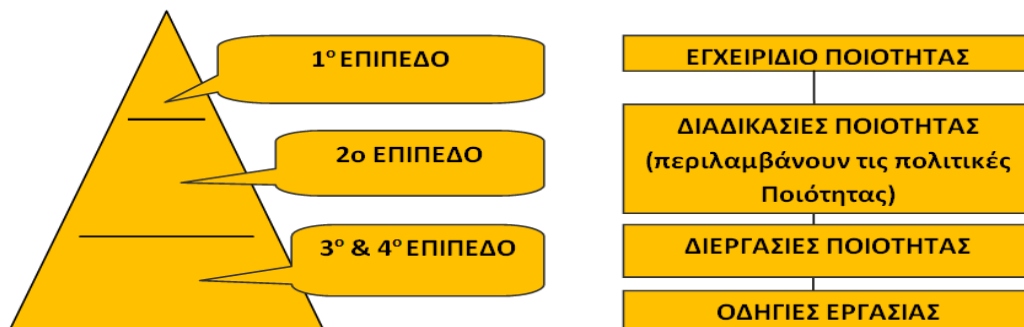 1ο ΕΠΙΠΕΔΟ
2ο ΕΠΙΠΕΔΟ
3ο & 4ο ΕΠΙΠΕΔΟ
ΕΓΧΕΙΡΙΔΙΟ ΠΟΙΟΤΗΤΑΣ
ΔΙΑΔΙΚΑΣΙΕΣ ΠΟΙΟΤΗΤΑΣ
(περιλαμβάνουν τις πολιτικές
Ποιότητας)
ΔΙΕΡΓΑΣΙΕΣ ΠΟΙΟΤΗΤΑΣ
ΟΔΗΓΙΕΣ ΕΡΓΑΣΙΑΣ